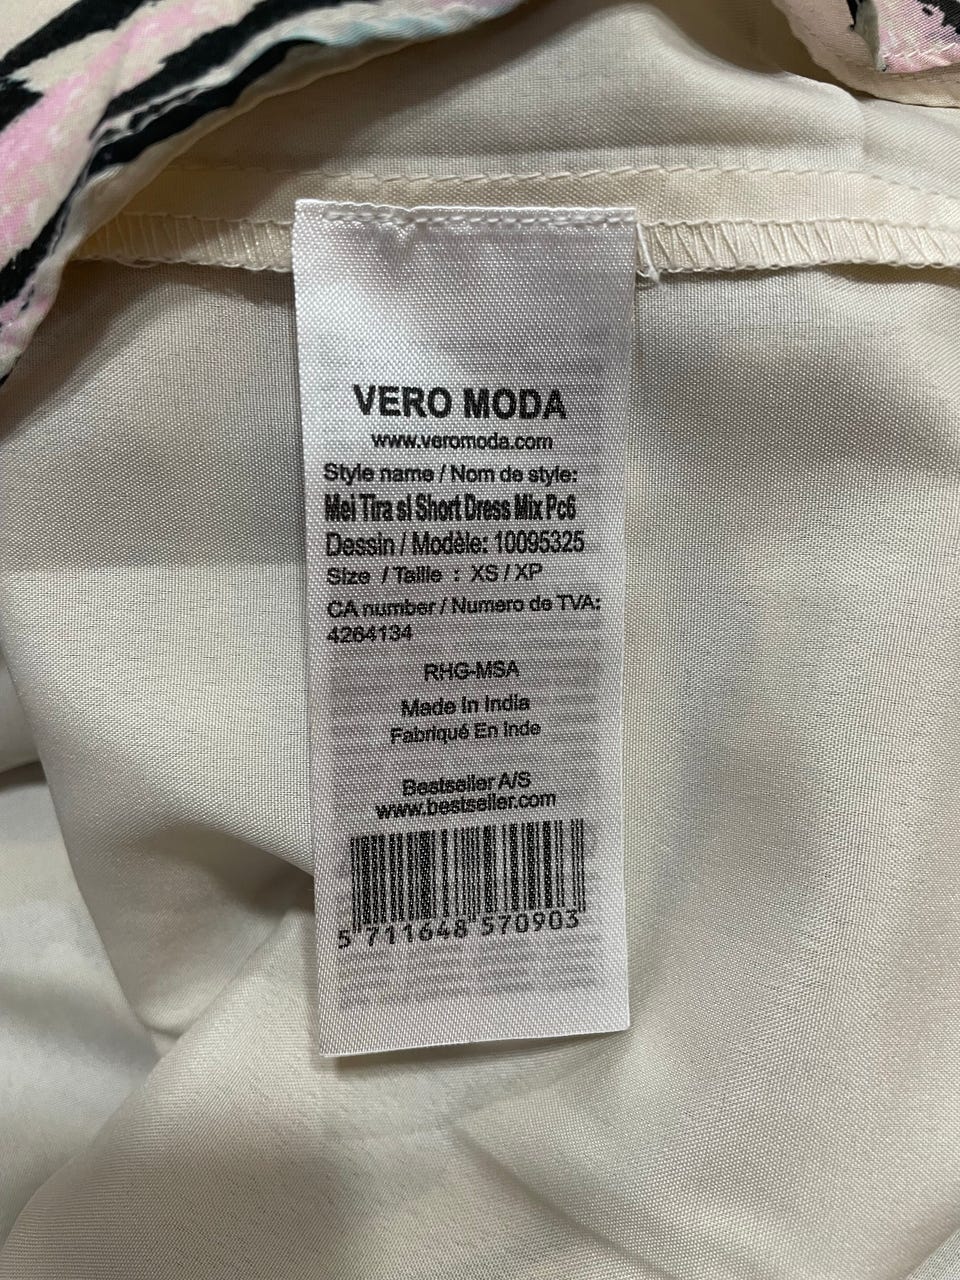 VERO MODA
www.veromoda.com
Style name / Nom de style:
Mei Tira sl Short Dress Mix Pc6
Dessin / Modèle: 10095325
Size / Taille : XS / XP
CA number / Numero de TVA:
4264134
RHG-MSA
Made In India
Fabriqué En Inde
Bestseller A/S
www.bestseller.com
5 711648 570903